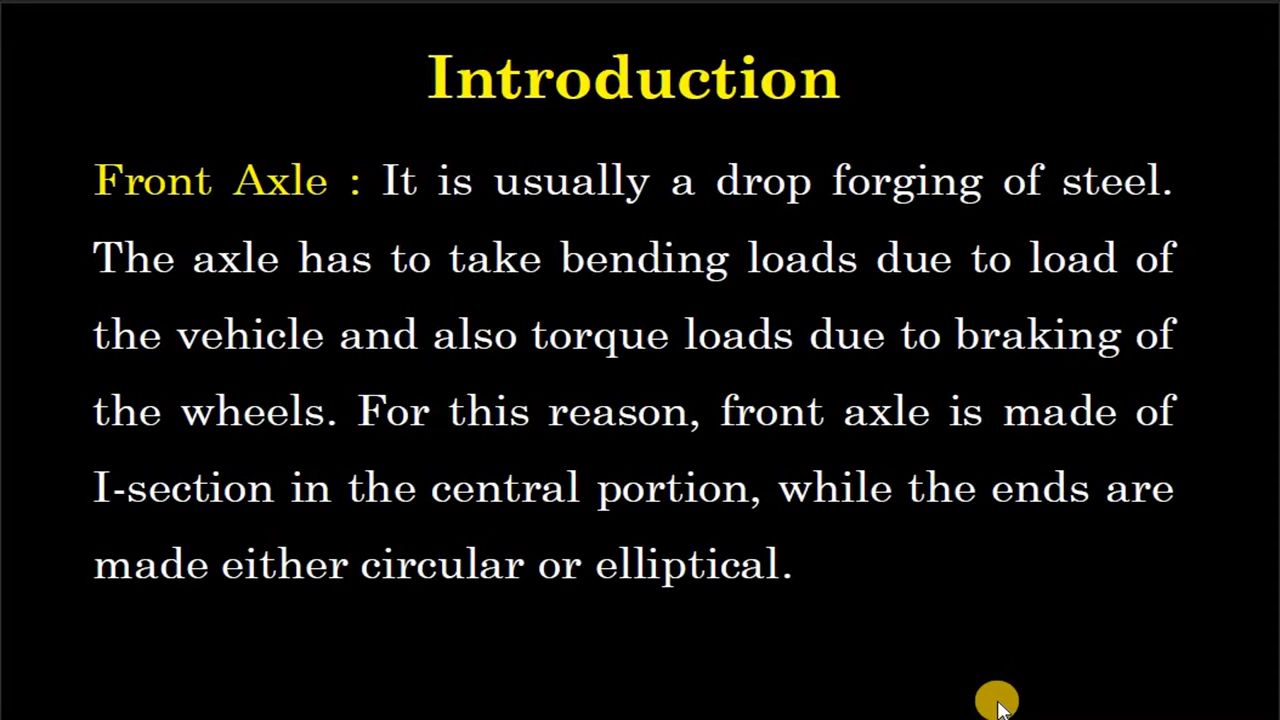 Introduction
Front Axle : It is usually a drop forging of steel.
The axle has to take bending loads due to load of
the vehicle and also torque loads due to braking of
the wheels. For this reason, front axle is made of
I-section in the central portion, while the ends are
made either circular or elliptical.